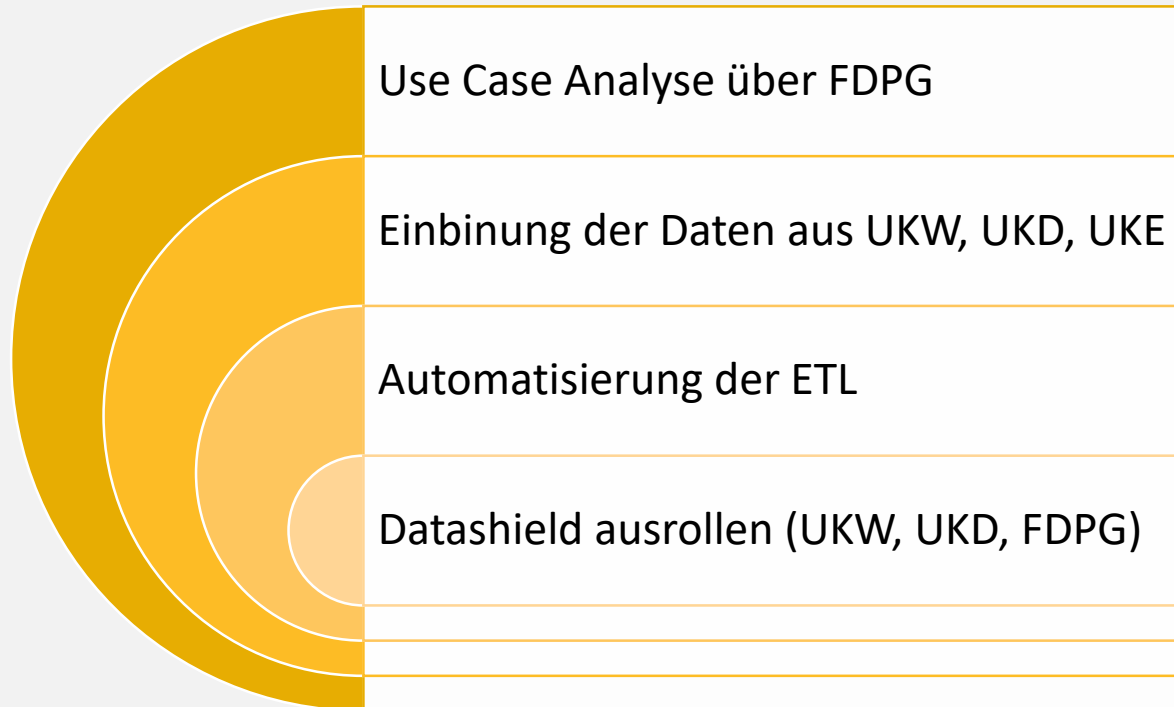 Use Case Analyse über FDPG
Einbinung der Daten aus UKW, UKD, UKE
Automatisierung der ETL
Datashield ausrollen (UKW, UKD, FDPG)